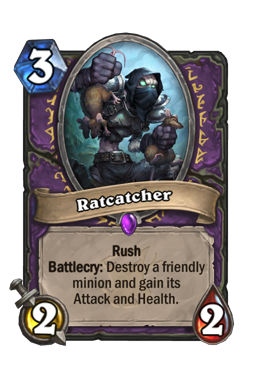 3
Ratcatcher
Rush
Battlecry: Destroy a friendly
minion and gain its
Attack and Health.
2 2